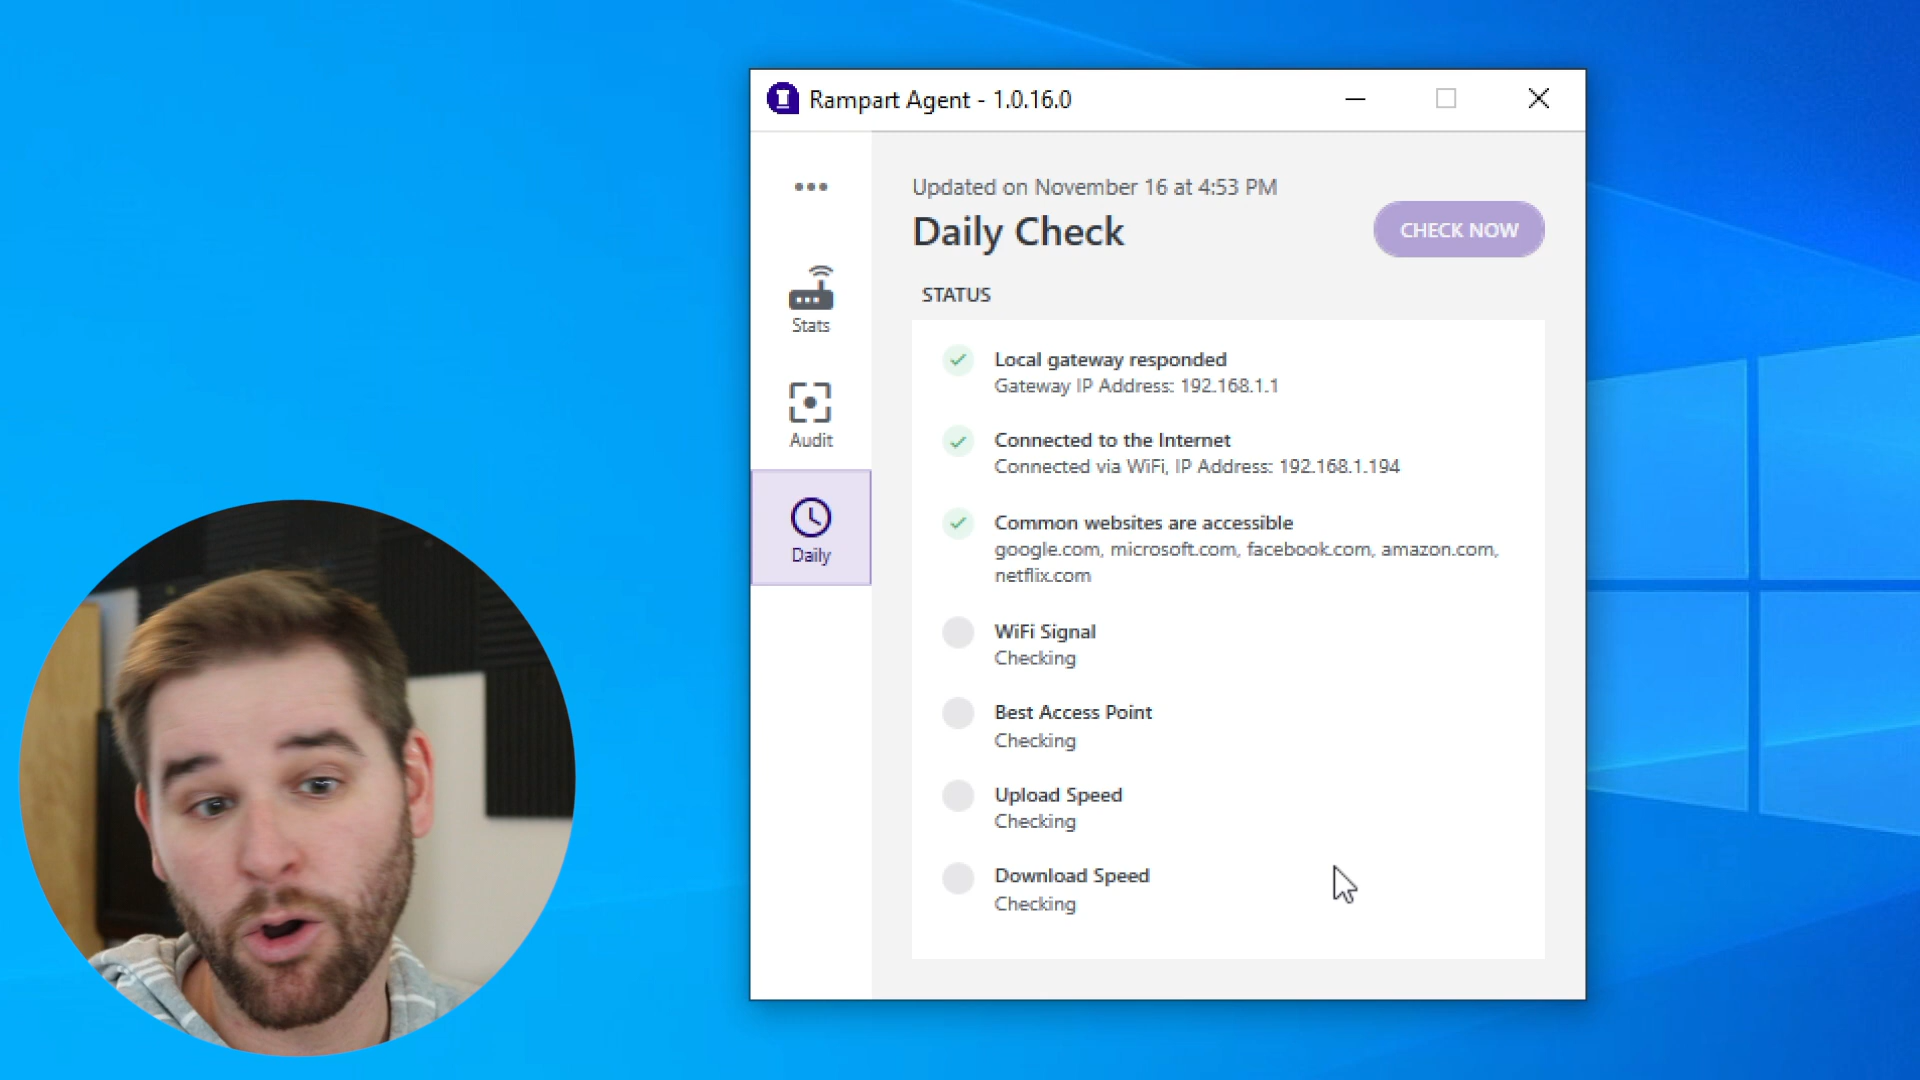 Rampart Agent - 1.0.16.0
Updated on November 16 at 4:53 PM
Daily Check
CHECK NOW
Stats
Audit
Daily
STATUS
Local gateway responded
Gateway IP Address: 192.168.1.1
Connected to the Internet
Connected via WiFi, IP Address: 192.168.1.194
Common websites are accessible
google.com, microsoft.com, facebook.com, amazon.com,
netflix.com
WiFi Signal
Checking
Best Access Point
Checking
Upload Speed
Checking
Download Speed
Checking